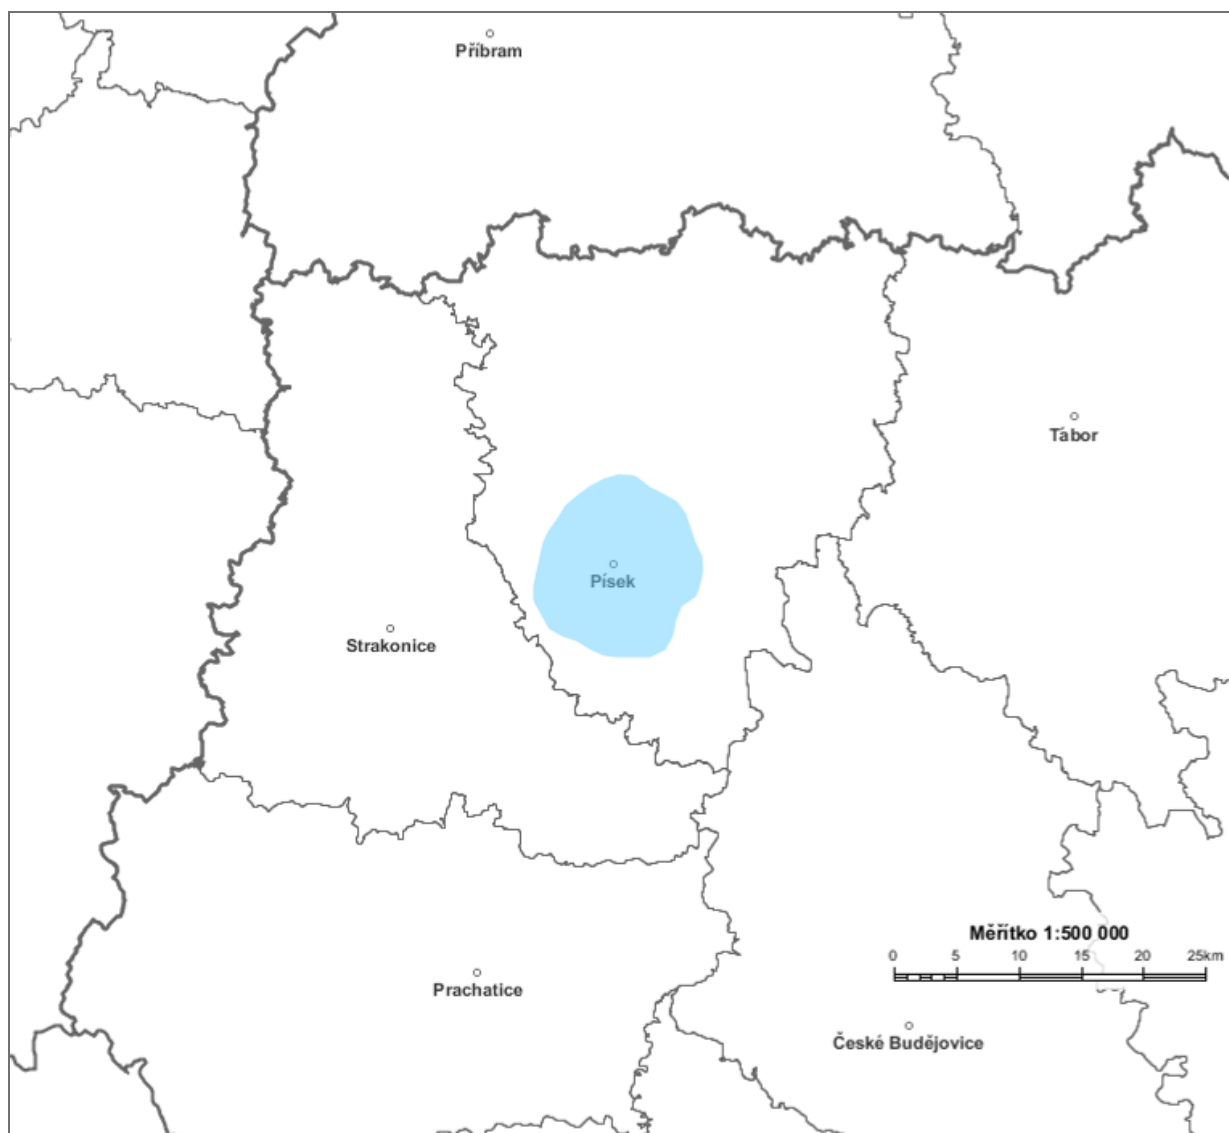 Příbram
Tábor
Písek
Strakonice
Měřítko 1:500 000
0 5 10 15 20 25km
Prachatice
České Budějovice